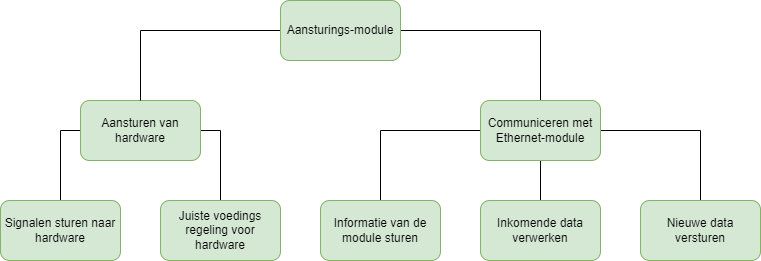 Aansturings-module
Aansturen van
hardware
Communiceren met
Ethernet-module
Signalen sturen naar
hardware
Juiste voedings
regeling voor
hardware
Informatie van de
module sturen
Inkomende data
verwerken
Nieuwe data
versturen